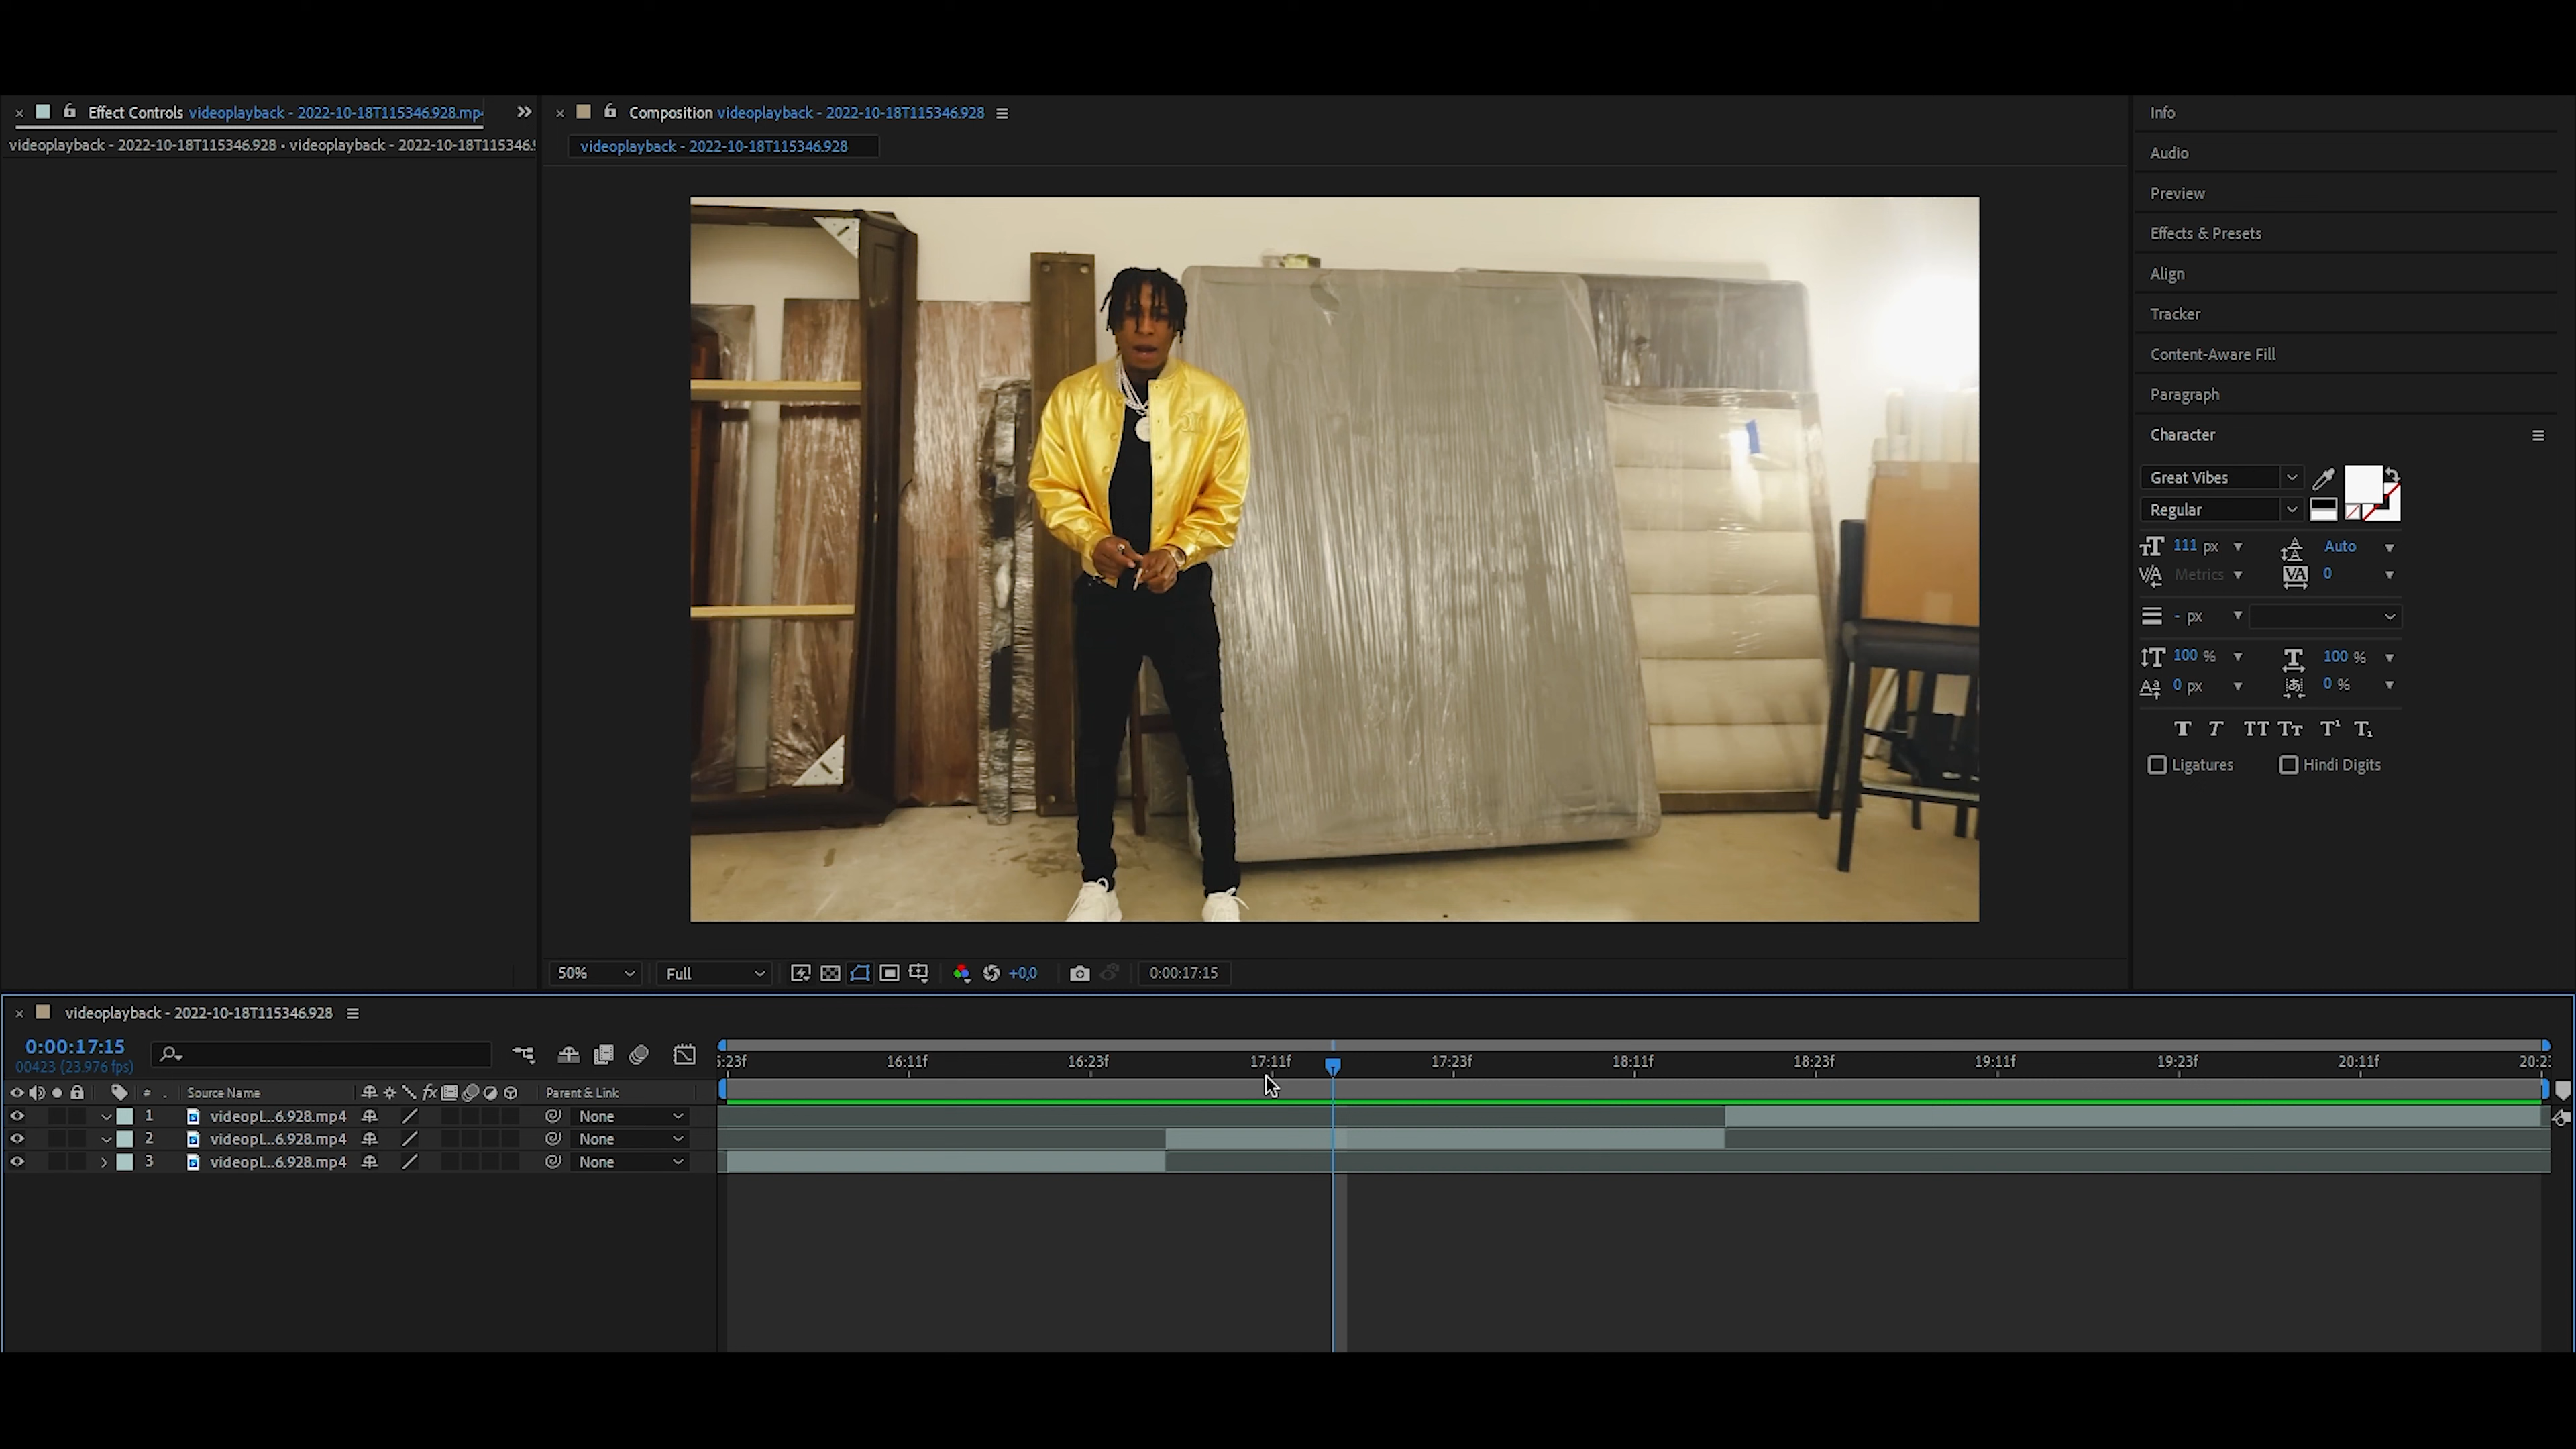 Effect Controls videoplayback - 2022-10-18T115346.928.mp4
videoplayback - 2022-10-18T115346.928 • videoplayback - 2022-10-18T115346.9
Composition videoplayback - 2022-10-18T115346.928
videoplayback - 2022-10-18T115346.928
Info
Audio
Preview
Effects & Presets
Align
Tracker
Content-Aware Fill
Paragraph
Character
Great Vibes
Regular
111 px Auto
Metrics 0
- px
100 % 100 %
0 px 0 %
Ligatures Hindi Digits
50% Full +0,0 0:00:17:15
videoplayback - 2022-10-18T115346.928
0:00:17:15
00423 (23.976 fps)
5:23f 16:11f 16:23f 17:11f 17:23f 18:11f 18:23f 19:11f 19:23f 20:11f 20:2
# Source Name fx Parent & Link
1 videopl...6.928.mp4 None
2 videopl...6.928.mp4 None
3 videopl...6.928.mp4 None